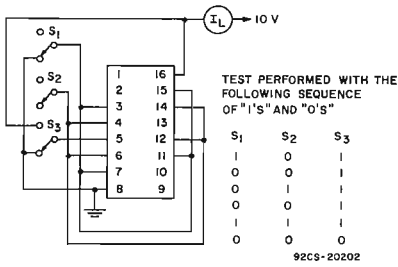 I_L 10 V
S1
S2
S3
1 16
2 15
3 14
4 13
5 12
6 11
7 10
8 9
TEST PERFORMED WITH THE
FOLLOWING SEQUENCE
OF "1'S" AND "0'S"
S1 S2 S3
1 0 1
0 0 1
0 1 1
0 0 1
1 1 1
0 0 0
92CS-20202